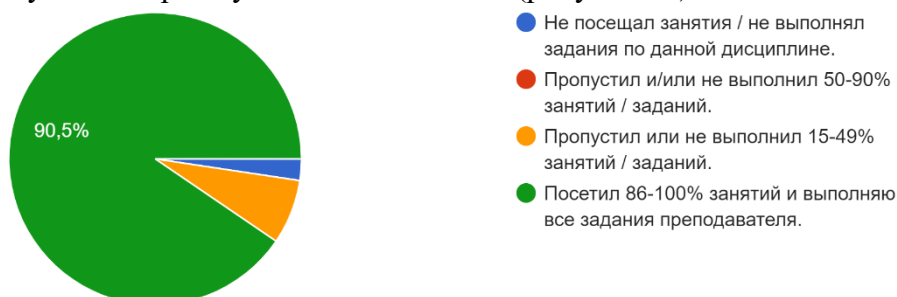 90,5%
Не посещал занятия / не выполнял
задания по данной дисциплине.
Пропустил и/или не выполнил 50-90%
занятий / заданий.
Пропустил или не выполнил 15-49%
занятий / заданий.
Посетил 86-100% занятий и выполняю
все задания преподавателя.